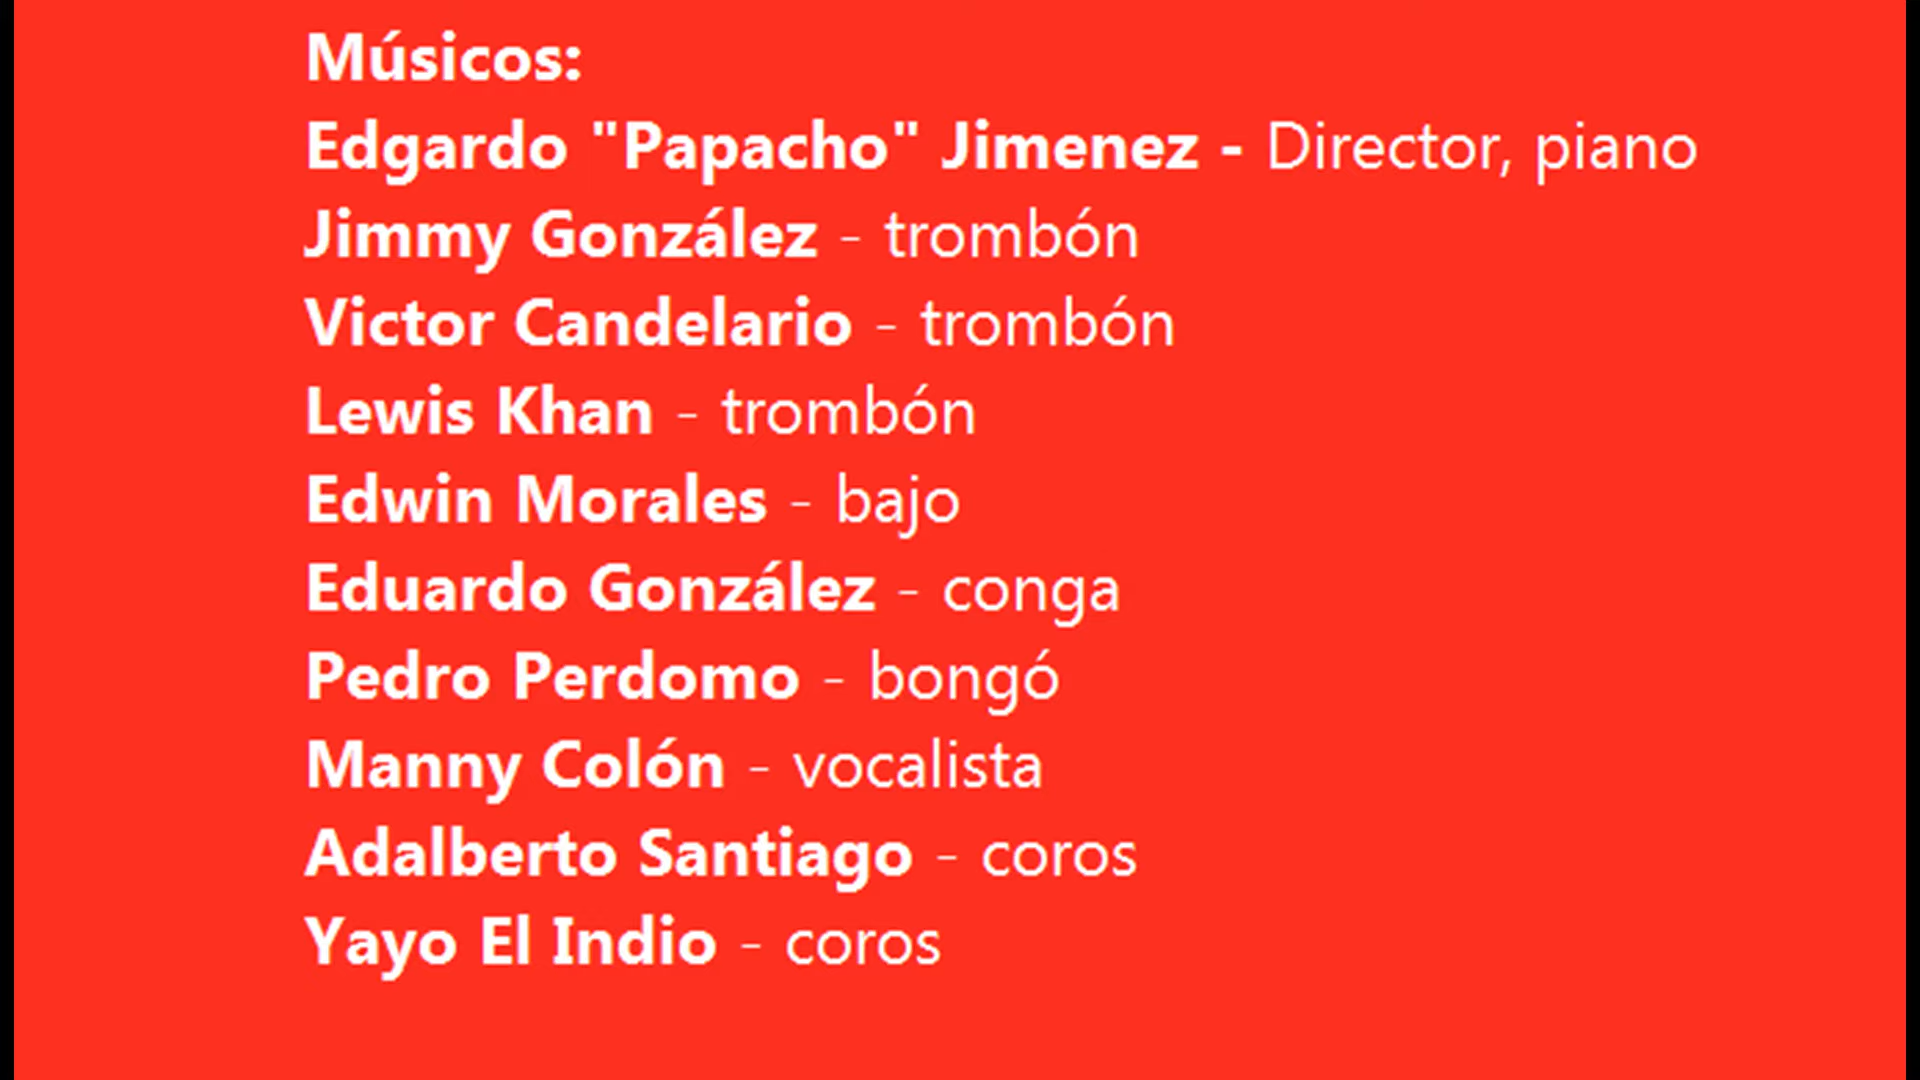 Músicos:
Edgardo "Papacho" Jimenez - Director, piano
Jimmy González - trombón
Victor Candelario - trombón
Lewis Khan - trombón
Edwin Morales - bajo
Eduardo González - conga
Pedro Perdomo - bongó
Manny Colón - vocalista
Adalberto Santiago - coros
Yayo El Indio - coros